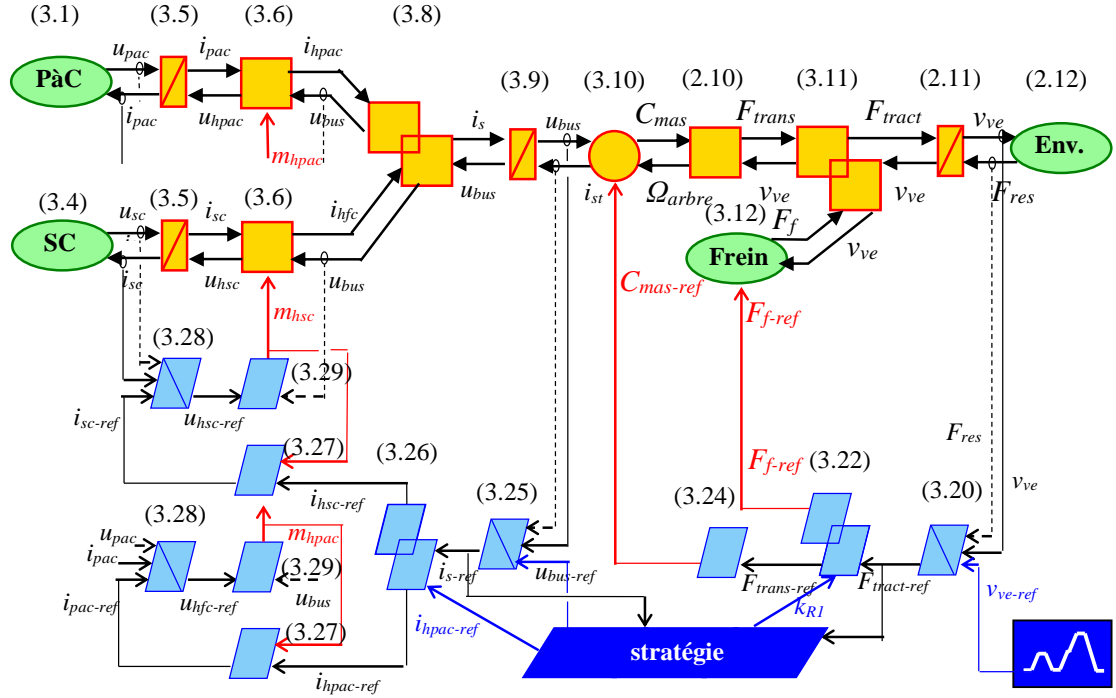 (3.1) (3.5) (3.6) (3.8)
u_pac i_pac i_hpac
PàC
i_pac u_hpac u_bus
m_hpac
(3.9) (3.10) (2.10) (3.11) (2.11) (2.12)
i_s u_bus C_mas F_trans F_tract v_ve
Env.
u_bus i_st Ω_arbre v_ve v_ve F_res
(3.4) (3.5) (3.6)
u_sc i_sc i_hfc
SC
i_sc u_hsc u_bus
m_hsc
(3.12) F_f
Frein
v_ve
C_mas-ref F_f-ref
(3.28) (3.29)
i_sc-ref u_hsc-ref
(3.27) (3.26)
i_hsc-ref
F_f-ref (3.22)
F_res
v_ve
(3.25) (3.24) (3.20)
(3.28) m_hpac
u_pac
i_pac (3.29)
i_pac-ref u_hfc-ref u_bus
i_s-ref u_bus-ref F_trans-ref F_tract-ref v_ve-ref
k_R1
(3.27) i_hpac-ref
stratégie
i_hpac-ref